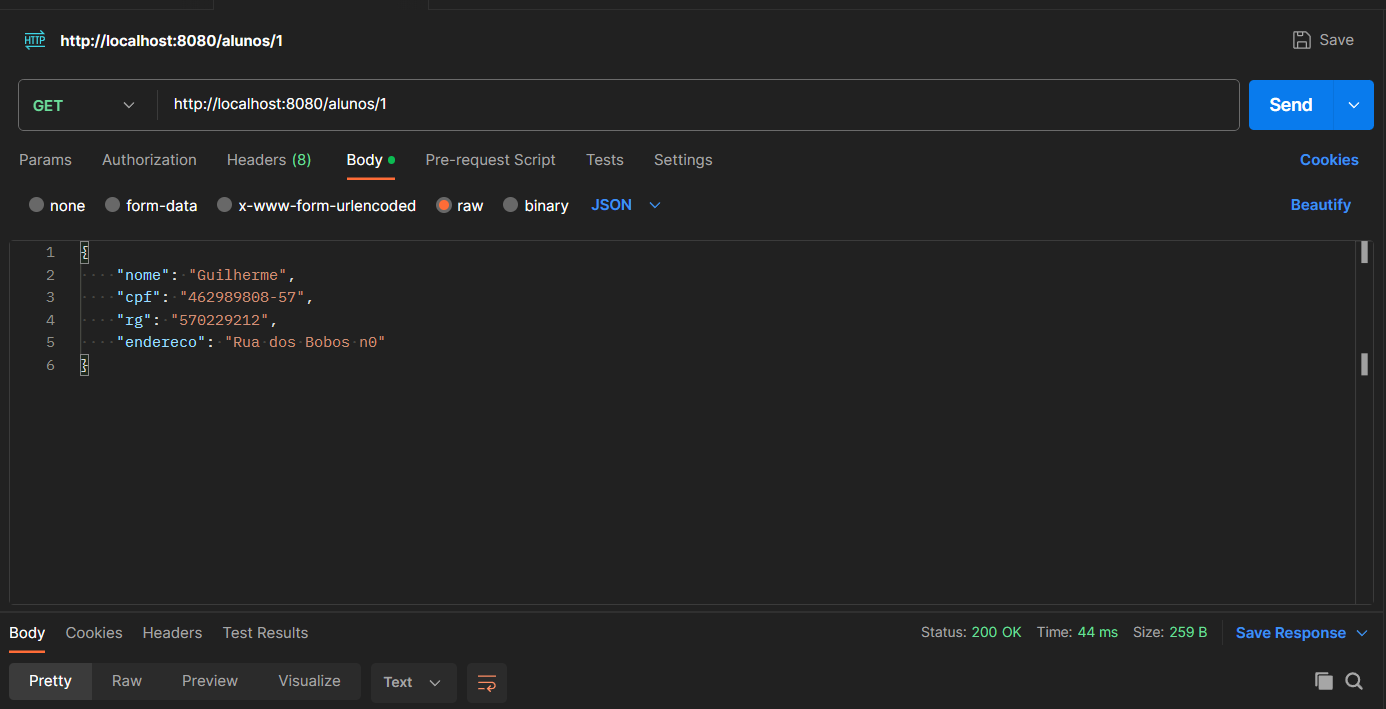 HTTP http://localhost:8080/alunos/1 Save
GET http://localhost:8080/alunos/1 Send
Params Authorization Headers (8) Body Pre-request Script Tests Settings Cookies
none form-data x-www-form-urlencoded raw binary JSON Beautify
1 {
2 "nome": "Guilherme",
3 "cpf": "462989808-57",
4 "rg": "570229212",
5 "endereco": "Rua dos Bobos n0"
6 }
Body Cookies Headers Test Results Status: 200 OK Time: 44 ms Size: 259 B Save Response
Pretty Raw Preview Visualize Text